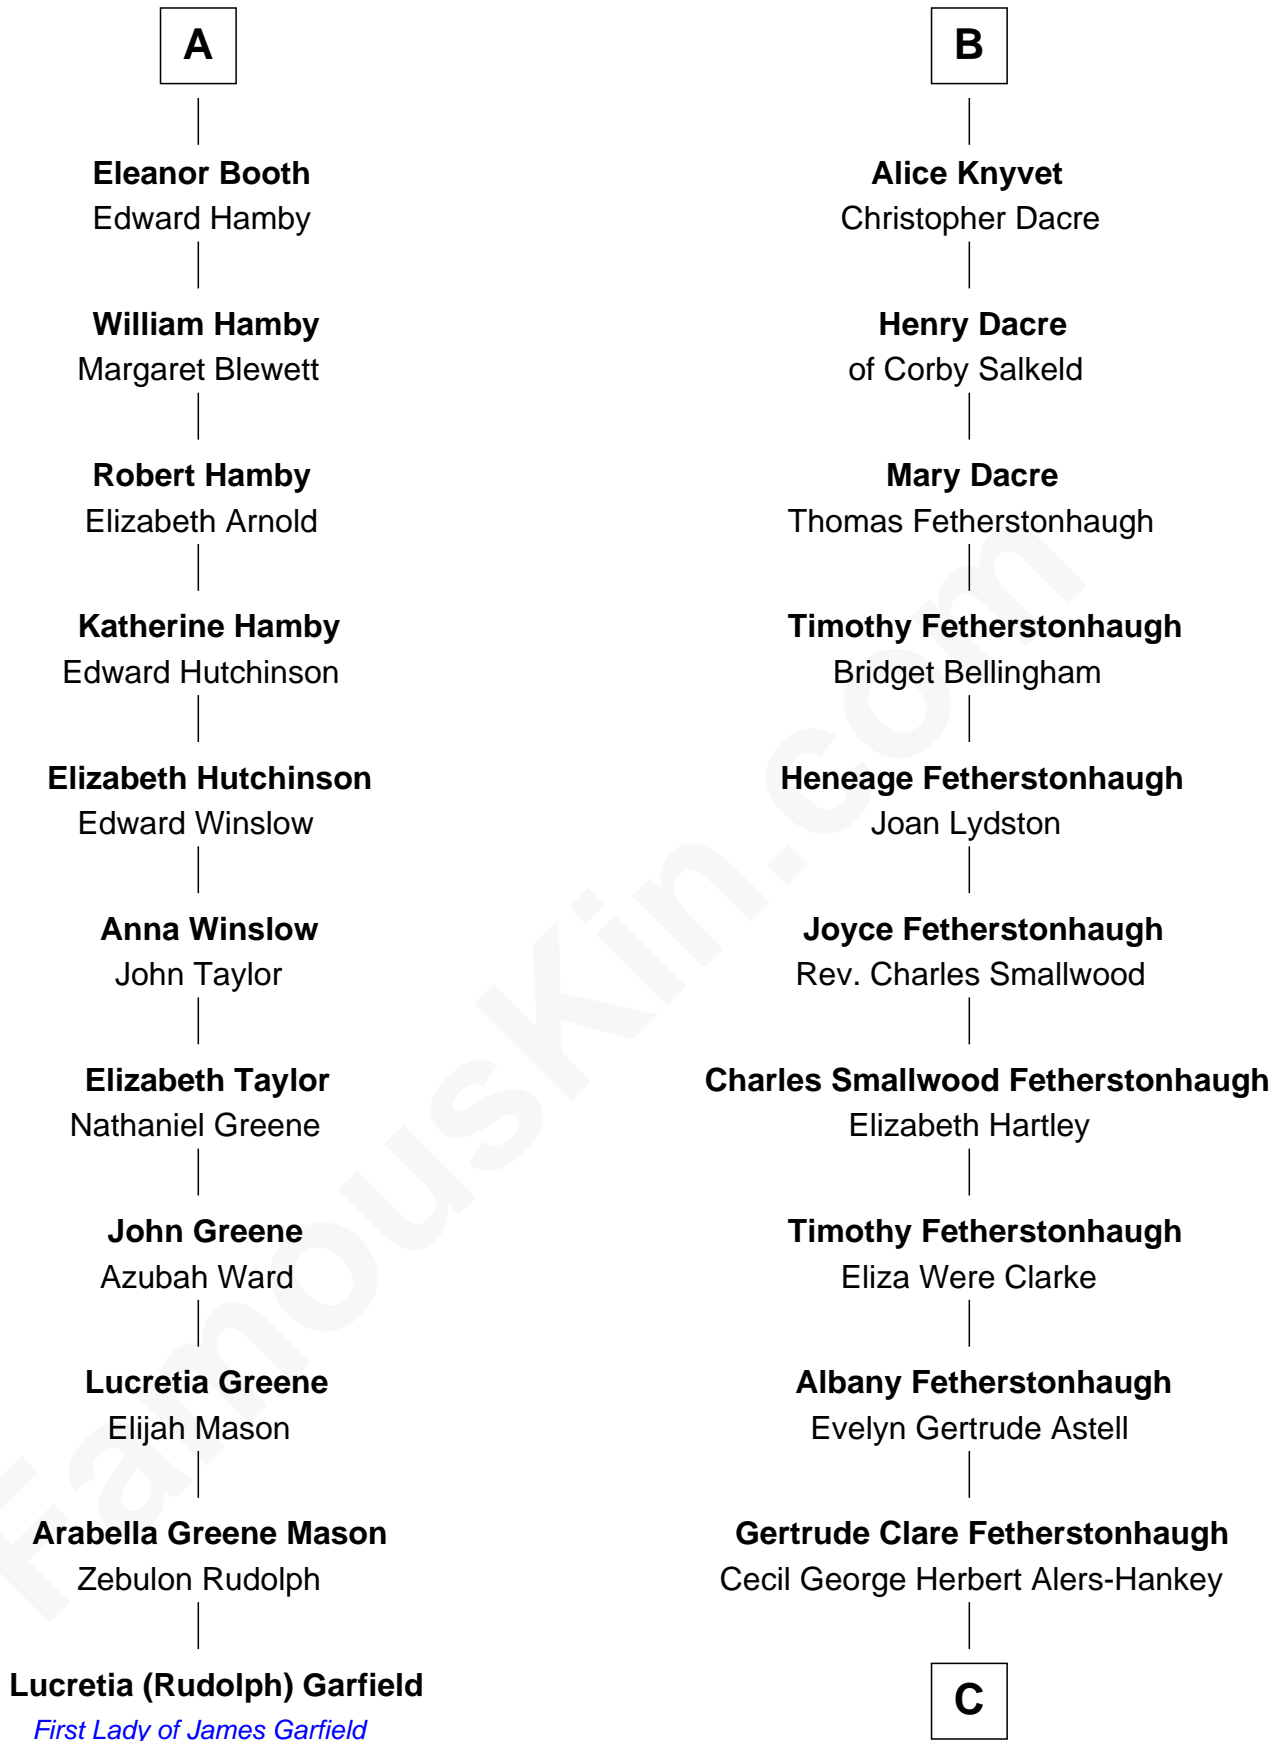 A
Eleanor Booth
Edward Hamby
William Hamby
Margaret Blewett
Robert Hamby
Elizabeth Arnold
Katherine Hamby
Edward Hutchinson
Elizabeth Hutchinson
Edward Winslow
Anna Winslow
John Taylor
Elizabeth Taylor
Nathaniel Greene
John Greene
Azubah Ward
Lucretia Greene
Elijah Mason
Arabella Greene Mason
Zebulon Rudolph
Lucretia (Rudolph) Garfield
First Lady of James Garfield
B
Alice Knyvet
Christopher Dacre
Henry Dacre
of Corby Salkeld
Mary Dacre
Thomas Fetherstonhaugh
Timothy Fetherstonhaugh
Bridget Bellingham
Heneage Fetherstonhaugh
Joan Lydston
Joyce Fetherstonhaugh
Rev. Charles Smallwood
Charles Smallwood Fetherstonhaugh
Elizabeth Hartley
Timothy Fetherstonhaugh
Eliza Were Clarke
Albany Fetherstonhaugh
Evelyn Gertrude Astell
Gertrude Clare Fetherstonhaugh
Cecil George Herbert Alers-Hankey
C
FamousKin.com